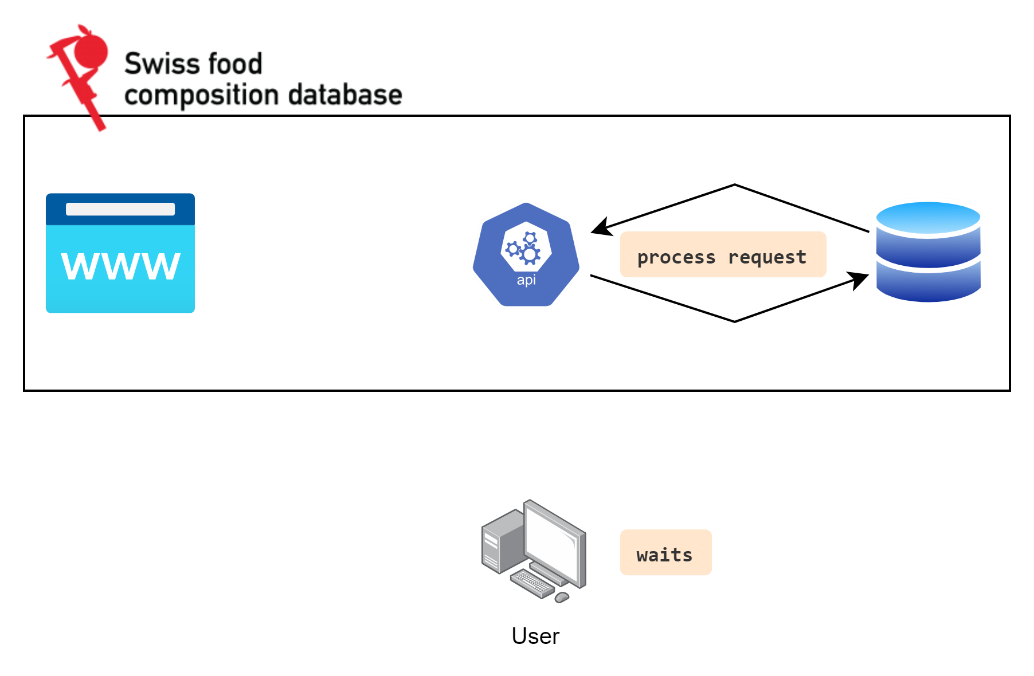 Swiss food
composition database
www
api
process request
waits
User